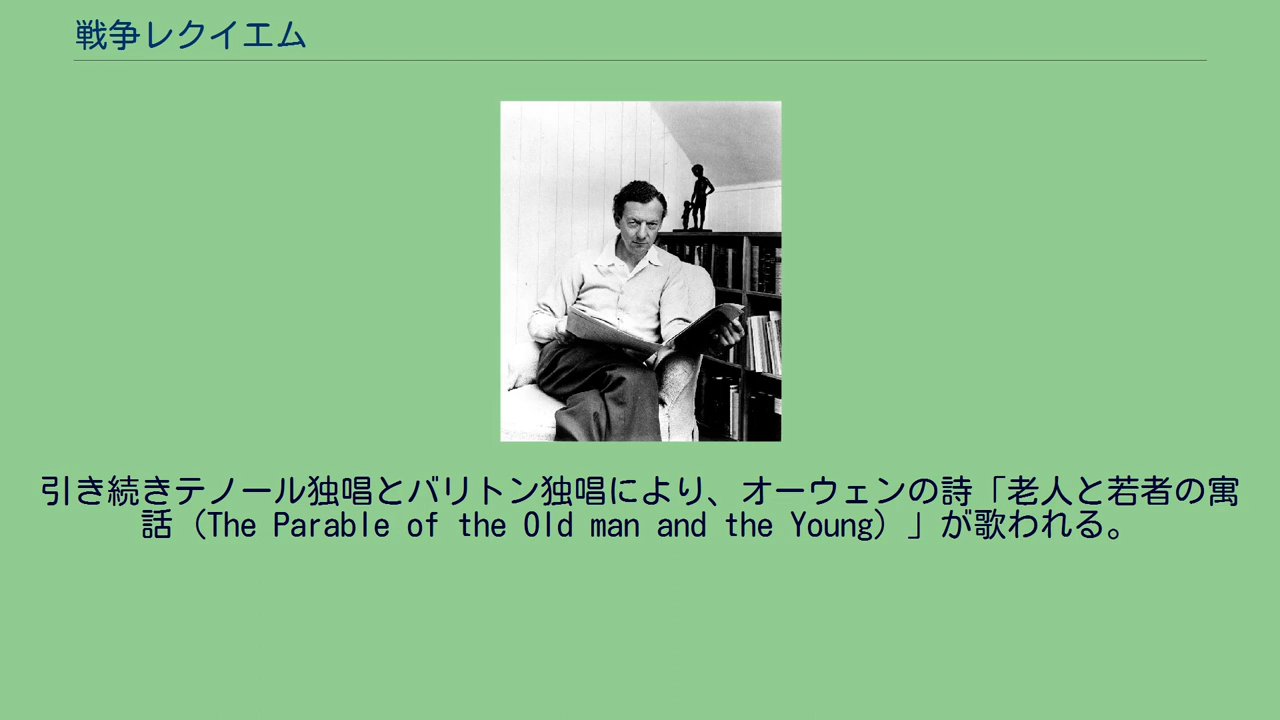 戦争レクイエム
引き続きテノール独唱とバリトン独唱により、オーウェンの詩「老人と若者の寓
話（The Parable of the Old man and the Young）」が歌われる。